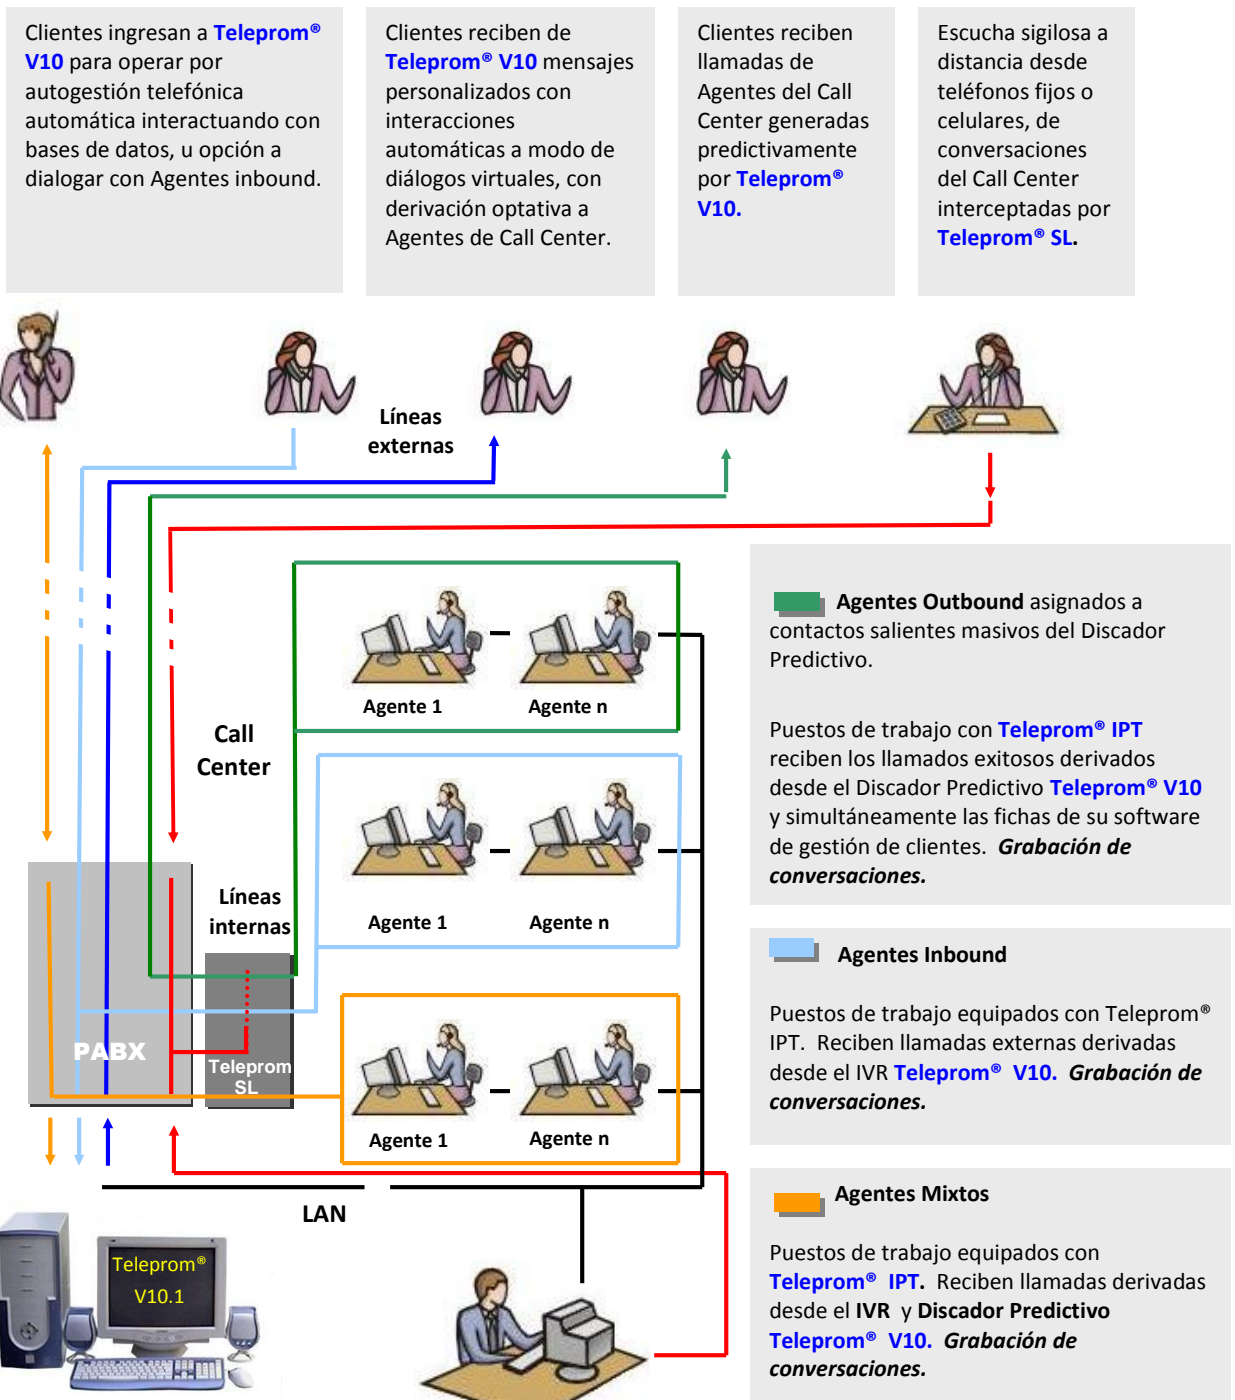 Clientes ingresan a Teleprom®
V10 para operar por
autogestión telefónica
automática interactuando con
bases de datos, u opción a
dialogar con Agentes inbound.
Clientes reciben de
Teleprom® V10 mensajes
personalizados con
interacciones
automáticas a modo de
diálogos virtuales, con
derivación optativa a
Agentes de Call Center.
Clientes reciben
llamadas de
Agentes del Call
Center generadas
predictivamente
por Teleprom®
V10.
Escucha sigilosa a
distancia desde
teléfonos fijos o
celulares, de
conversaciones
del Call Center
interceptadas por
Teleprom® SL.
Líneas
externas
Call
Center
Agente 1
Agente n
Agente 1
Agente n
Agente 1
Agente n
Líneas
internas
PABX
Teleprom
SL
LAN
Teleprom®
V10.1
Agentes Outbound asignados a
contactos salientes masivos del Discador
Predictivo.
Puestos de trabajo con Teleprom® IPT
reciben los llamados exitosos derivados
desde el Discador Predictivo Teleprom® V10
y simultáneamente las fichas de su software
de gestión de clientes. Grabación de
conversaciones.
Agentes Inbound
Puestos de trabajo equipados con Teleprom®
IPT. Reciben llamadas externas derivadas
desde el IVR Teleprom® V10. Grabación de
conversaciones.
Agentes Mixtos
Puestos de trabajo equipados con
Teleprom® IPT. Reciben llamadas derivadas
desde el IVR y Discador Predictivo
Teleprom® V10. Grabación de
conversaciones.